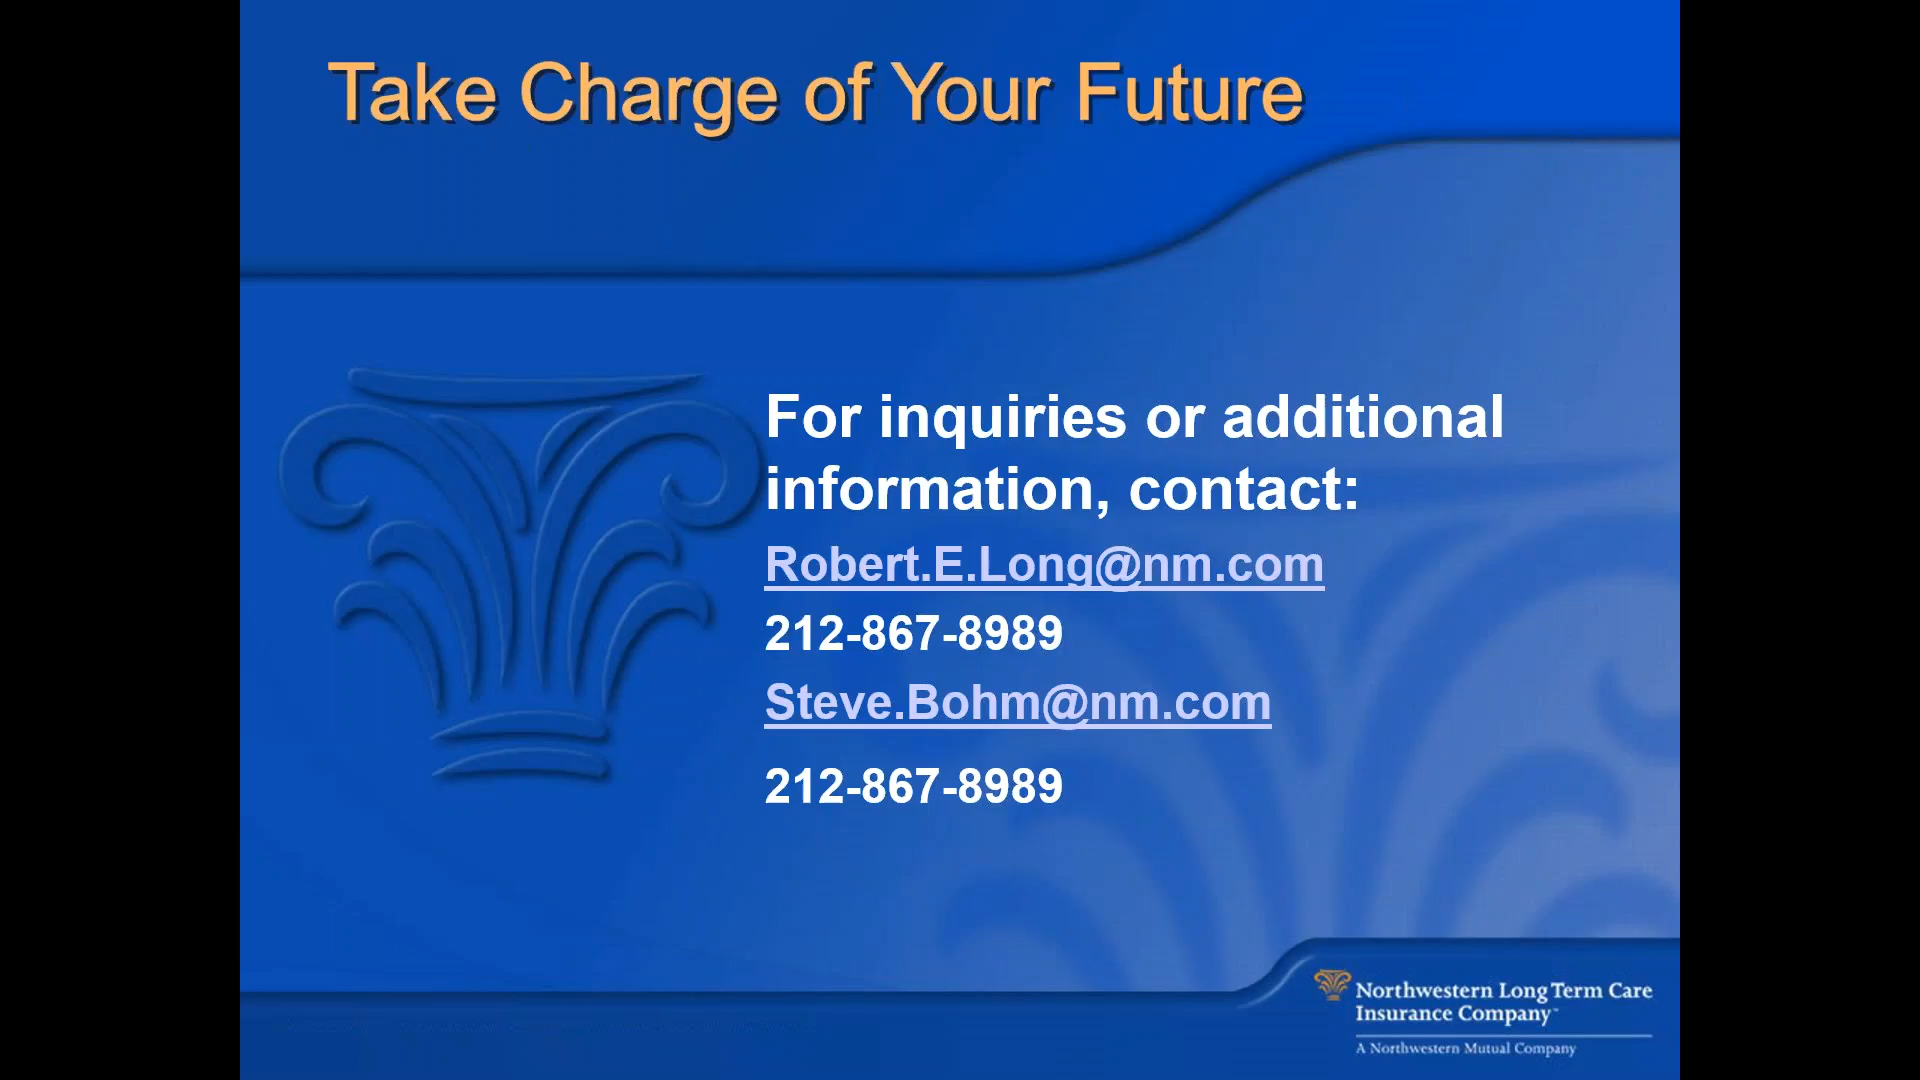 Take Charge of Your Future
For inquiries or additional
information, contact:
Robert.E.Long@nm.com
212-867-8989
Steve.Bohm@nm.com
212-867-8989
Northwestern Long Term Care
Insurance Company™
A Northwestern Mutual Company